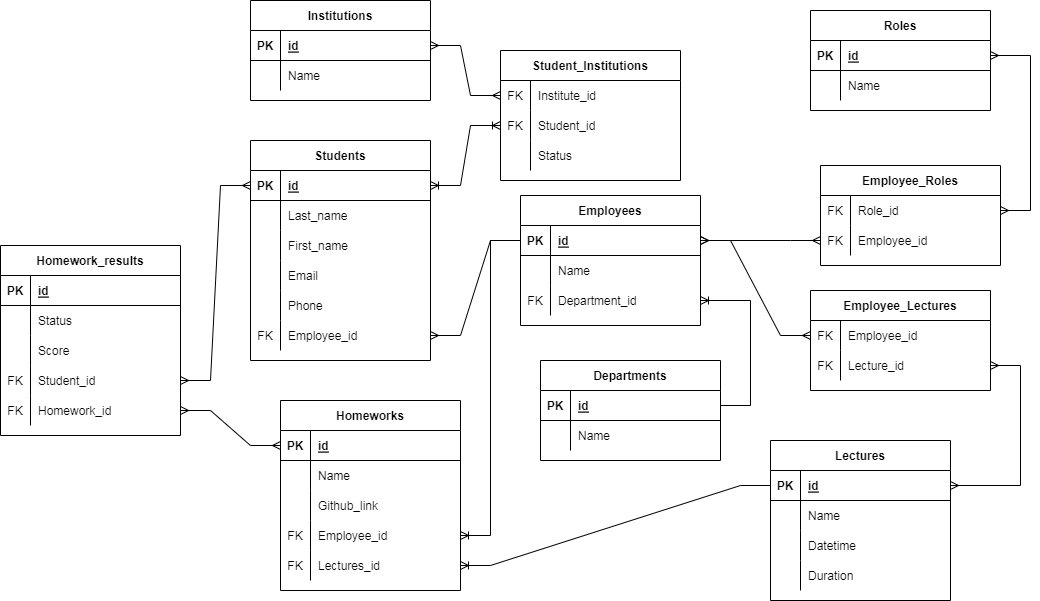 Institutions
PK id
Name
Roles
PK id
Name
Student_Institutions
FK Institute_id
FK Student_id
Status
Students
PK id
Last_name
First_name
Email
Phone
FK Employee_id
Employee_Roles
FK Role_id
FK Employee_id
Employees
PK id
Name
FK Department_id
Homework_results
PK id
Status
Score
FK Student_id
FK Homework_id
Employee_Lectures
FK Employee_id
FK Lecture_id
Departments
PK id
Name
Homeworks
PK id
Name
Github_link
FK Employee_id
FK Lectures_id
Lectures
PK id
Name
Datetime
Duration